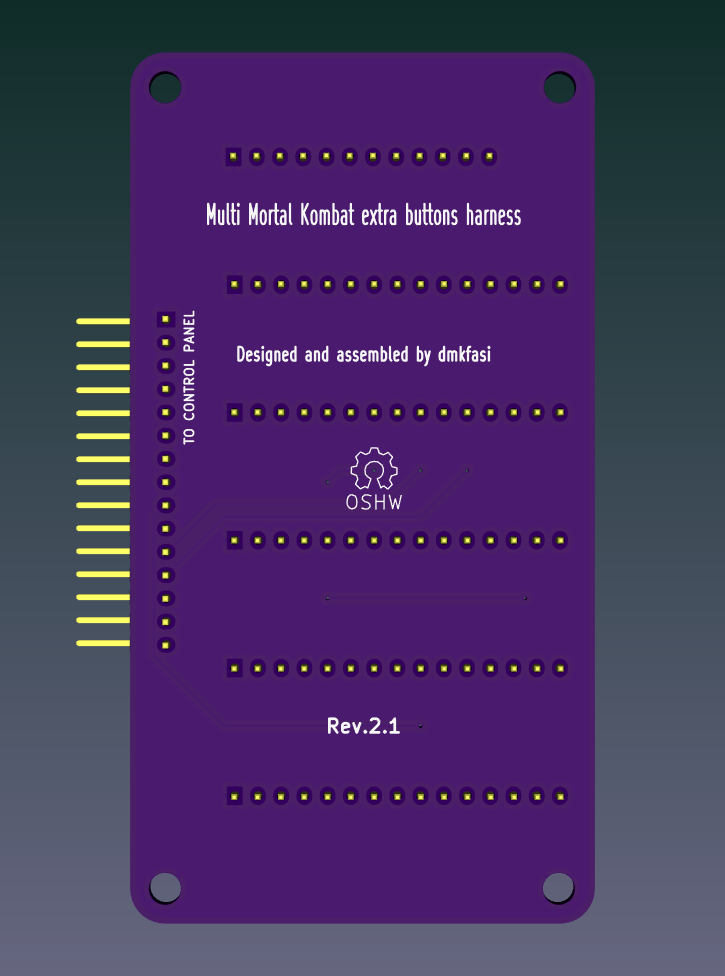 Multi Mortal Kombat extra buttons harness
TO CONTROL PANEL
Designed and assembled by dmkfasi
OSHW
Rev.2.1